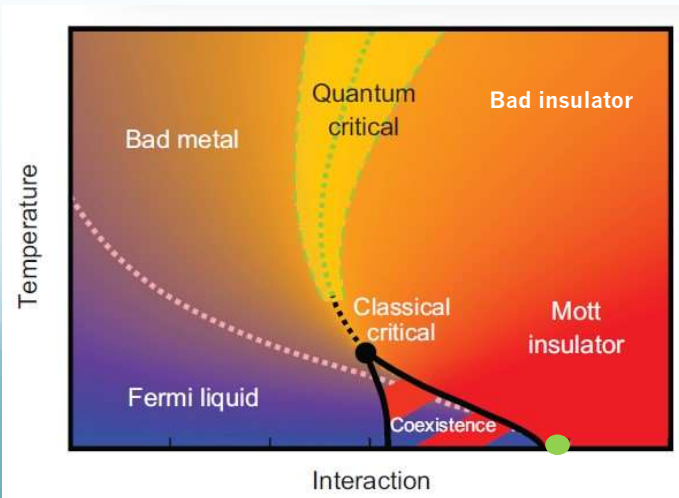 Quantum
critical
Bad insulator
Bad metal
Temperature
Classical
critical
Mott
insulator
Fermi liquid
Coexistence
Interaction